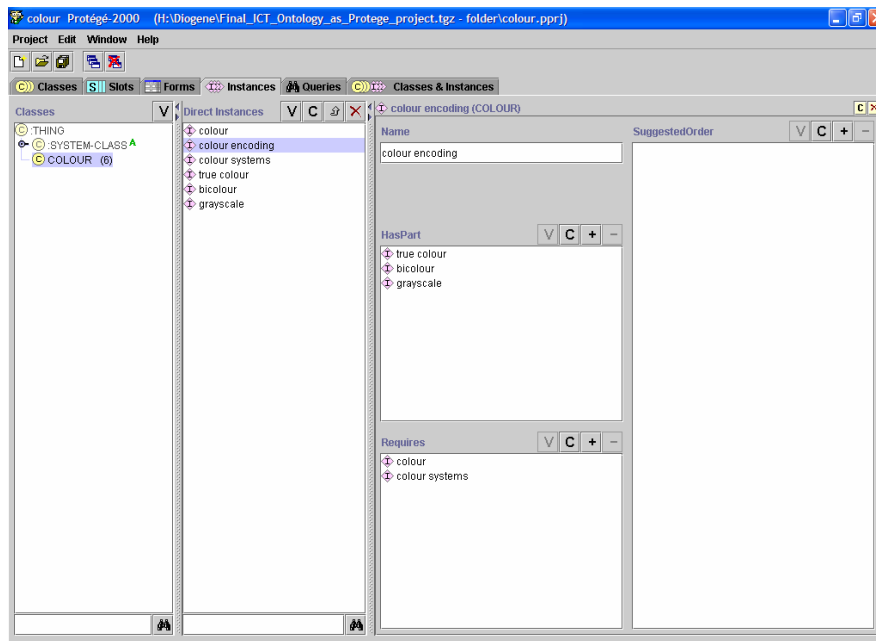 colour Protégé-2000 (H:\Diogene\Final_ICT_Ontology_as_Protege_project.tgz - folder\colour.pprj)
Project Edit Window Help
C Classes S Slots Forms Instances Queries C Classes & Instances
Classes V
C :THING
C :SYSTEM-CLASS A
C COLOUR (6)
Direct Instances V C
I colour
I colour encoding
I colour systems
I true colour
I bicolour
I grayscale
I colour encoding (COLOUR) C
Name
colour encoding
HasPart V C + −
I true colour
I bicolour
I grayscale
Requires V C + −
I colour
I colour systems
SuggestedOrder V C + −